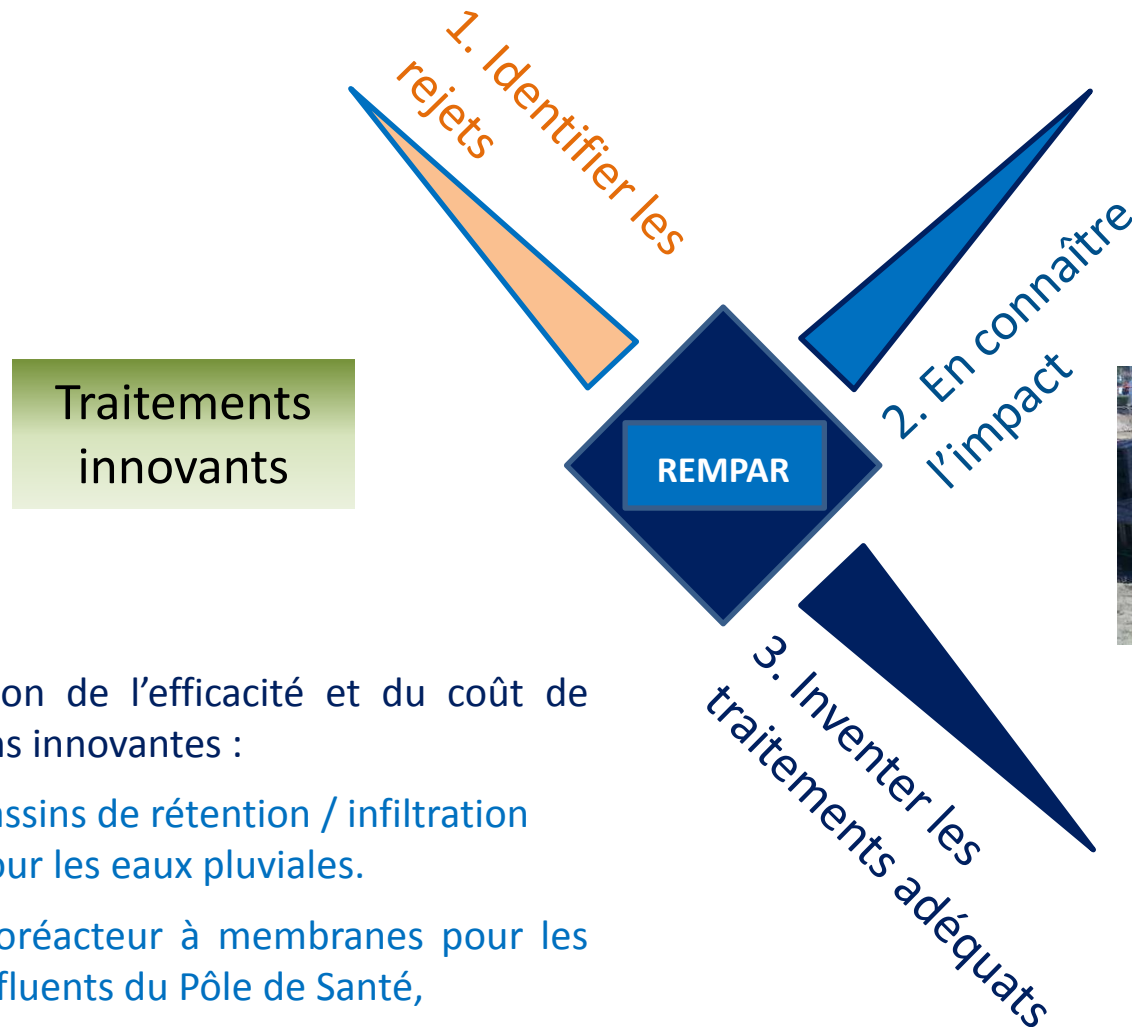 1. Identifier les
rejets
2. En connaître
l’impact
Traitements
innovants
REMPAR
3. Inventer les
traitements adéquats
on de l’efficacité et du coût de
ns innovantes :
assins de rétention / infiltration
our les eaux pluviales.
oréacteur à membranes pour les
fluents du Pôle de Santé,